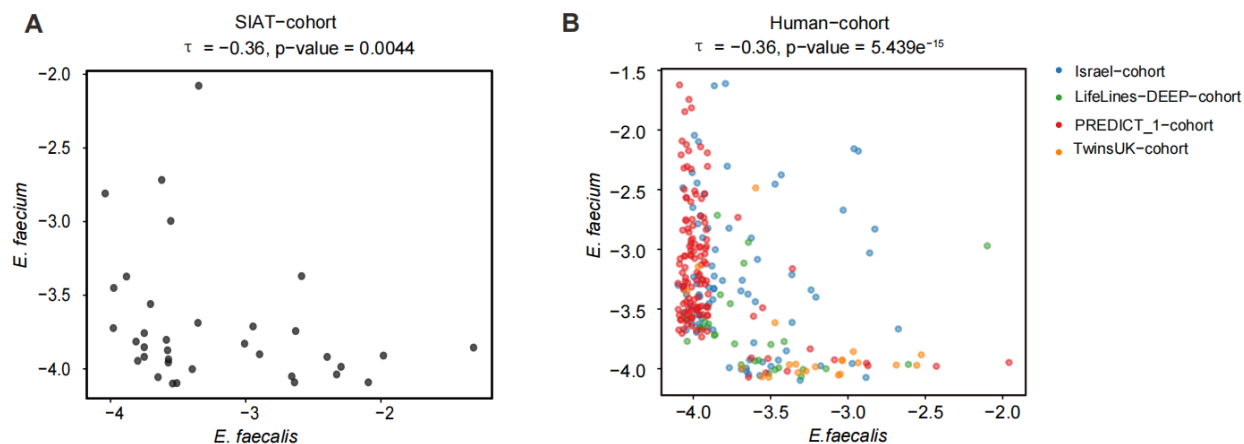 A
SIAT−cohort
τ = −0.36, p−value = 0.0044
−2.0
−2.5
−3.0
−3.5
−4.0
E. faecium
−4
−3
−2
E. faecalis
B
Human−cohort
τ = −0.36, p−value = 5.439e⁻¹⁵
−1.5
−2.0
−2.5
−3.0
−3.5
−4.0
E. faecium
−4.0
−3.5
−3.0
−2.5
−2.0
E.faecalis
Israel−cohort
LifeLines−DEEP−cohort
PREDICT_1−cohort
TwinsUK−cohort